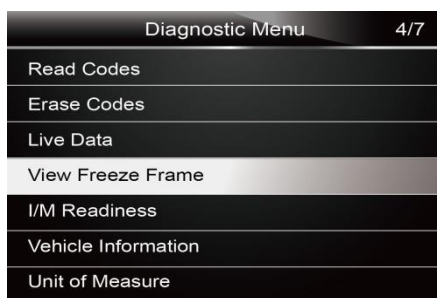 Diagnostic Menu 4/7
Read Codes
Erase Codes
Live Data
View Freeze Frame
I/M Readiness
Vehicle Information
Unit of Measure